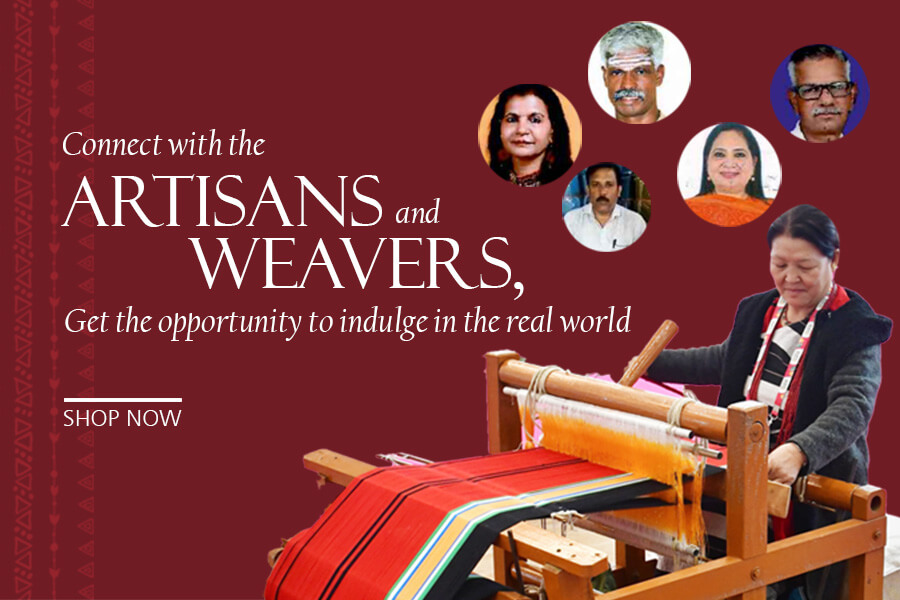 Connect with the
ARTISANS and
WEAVERS,
Get the opportunity to indulge in the real world
SHOP NOW